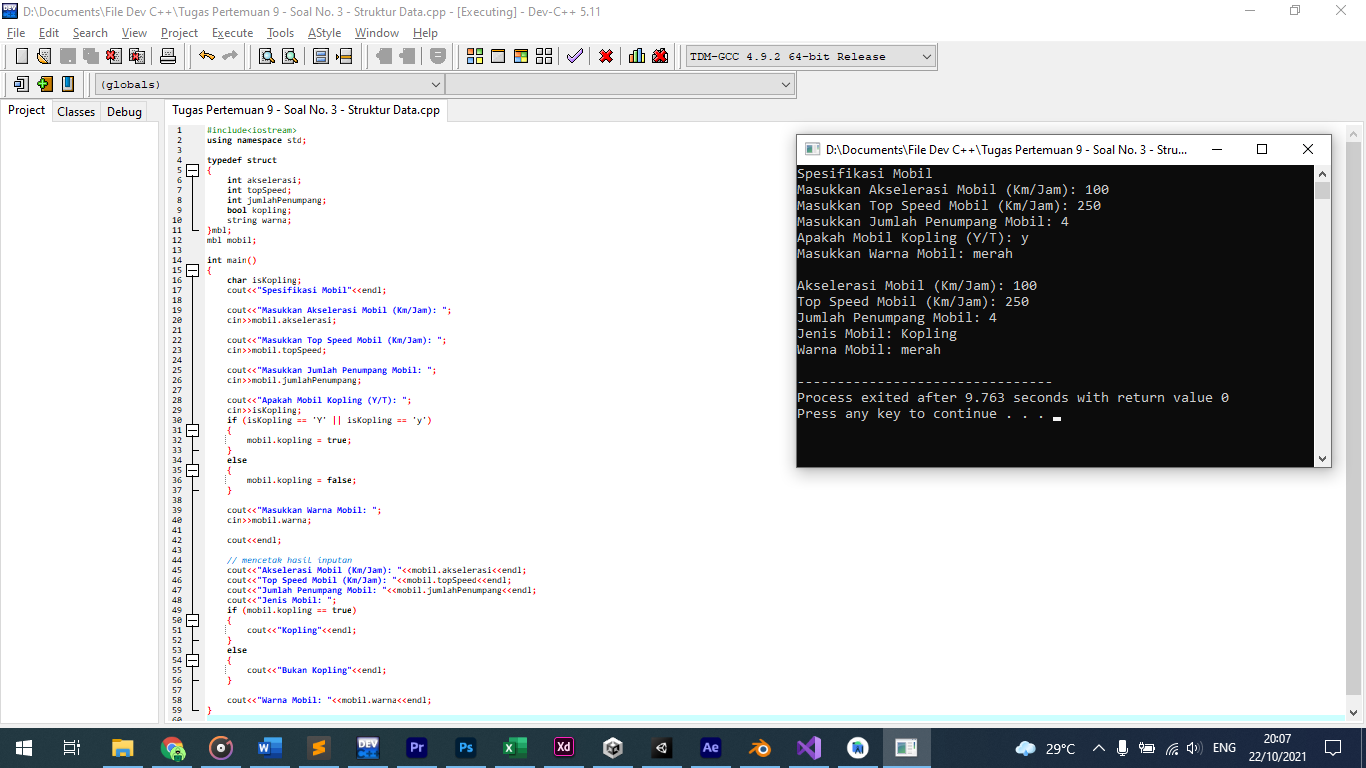 D:\Documents\File Dev C++\Tugas Pertemuan 9 - Soal No. 3 - Struktur Data.cpp - [Executing] - Dev-C++ 5.11
File Edit Search View Project Execute Tools AStyle Window Help
TDM-GCC 4.9.2 64-bit Release
(globals)
Project Classes Debug
Tugas Pertemuan 9 - Soal No. 3 - Struktur Data.cpp
1 #include<iostream>
2 using namespace std;
3
4 typedef struct
5 {
6 int akselerasi;
7 int topSpeed;
8 int jumlahPenumpang;
9 bool kopling;
10 string warna;
11 }mbl;
12 mbl mobil;
13
14 int main()
15 {
16 char isKopling;
17 cout<<"Spesifikasi Mobil"<<endl;
18
19 cout<<"Masukkan Akselerasi Mobil (Km/Jam): ";
20 cin>>mobil.akselerasi;
21
22 cout<<"Masukkan Top Speed Mobil (Km/Jam): ";
23 cin>>mobil.topSpeed;
24
25 cout<<"Masukkan Jumlah Penumpang Mobil: ";
26 cin>>mobil.jumlahPenumpang;
27
28 cout<<"Apakah Mobil Kopling (Y/T): ";
29 cin>>isKopling;
30 if (isKopling == 'Y' || isKopling == 'y')
31 {
32 mobil.kopling = true;
33 }
34 else
35 {
36 mobil.kopling = false;
37 }
38
39 cout<<"Masukkan Warna Mobil: ";
40 cin>>mobil.warna;
41
42 cout<<endl;
43
44 // mencetak hasil inputan
45 cout<<"Akselerasi Mobil (Km/Jam): "<<mobil.akselerasi<<endl;
46 cout<<"Top Speed Mobil (Km/Jam): "<<mobil.topSpeed<<endl;
47 cout<<"Jumlah Penumpang Mobil: "<<mobil.jumlahPenumpang<<endl;
48 cout<<"Jenis Mobil: ";
49 if (mobil.kopling == true)
50 {
51 cout<<"Kopling"<<endl;
52 }
53 else
54 {
55 cout<<"Bukan Kopling"<<endl;
56 }
57
58 cout<<"Warna Mobil: "<<mobil.warna<<endl;
59 }
60
D:\Documents\File Dev C++\Tugas Pertemuan 9 - Soal No. 3 - Stru...
Spesifikasi Mobil
Masukkan Akselerasi Mobil (Km/Jam): 100
Masukkan Top Speed Mobil (Km/Jam): 250
Masukkan Jumlah Penumpang Mobil: 4
Apakah Mobil Kopling (Y/T): y
Masukkan Warna Mobil: merah

Akselerasi Mobil (Km/Jam): 100
Top Speed Mobil (Km/Jam): 250
Jumlah Penumpang Mobil: 4
Jenis Mobil: Kopling
Warna Mobil: merah

--------------------------------
Process exited after 9.763 seconds with return value 0
Press any key to continue . . .
DEV Pr Ps Xd Ae
29°C ENG
20:07
22/10/2021